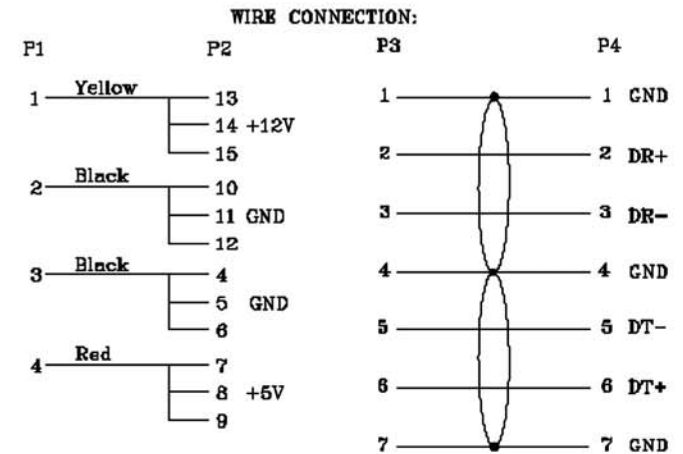 WIRE CONNECTION:
P1 P2 P3 P4
1 Yellow 13 1 1 GND
14 +12V
15 2 2 DR+
2 Black 10
11 GND 3 3 DR-
12
3 Black 4 4 4 GND
5 GND
6 5 5 DT-
4 Red 7
8 +5V 6 6 DT+
9
7 7 GND